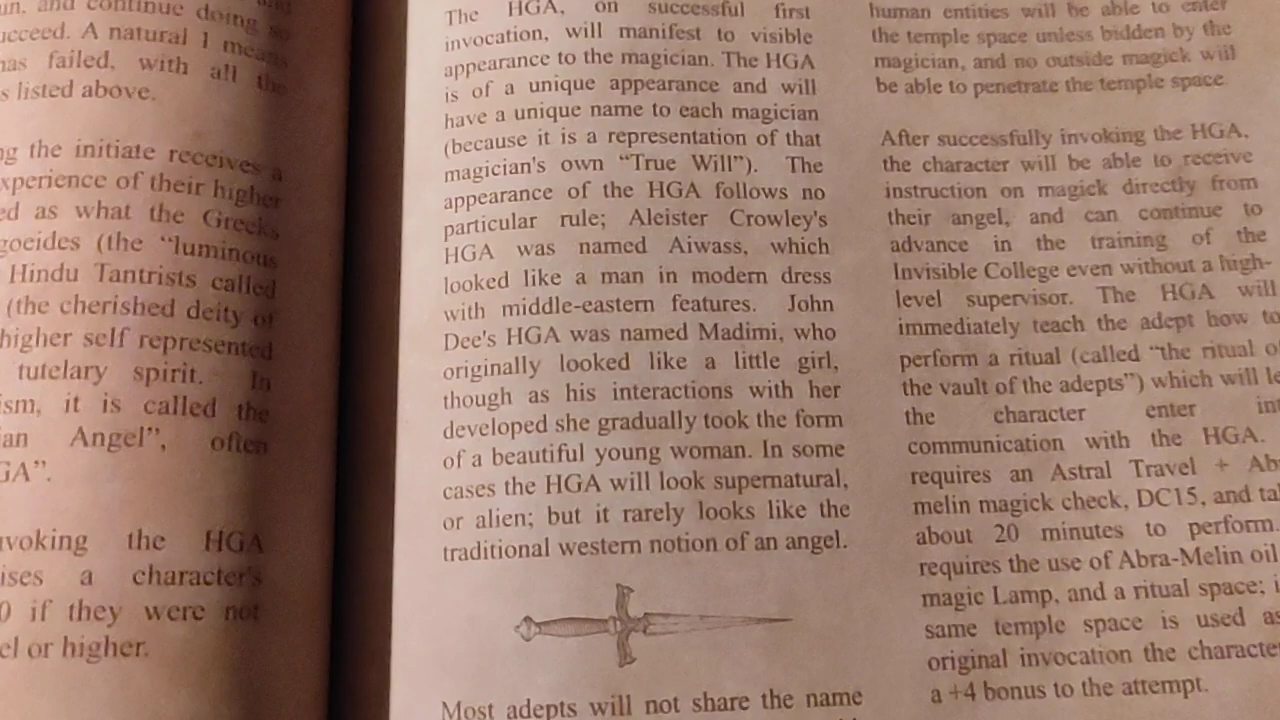 un, and continue doing so
ucceed. A natural 1 means
has failed, with all the
s listed above.
ng the initiate receives a
xperience of their higher
ed as what the Greeks
goeides (the “luminous
Hindu Tantrists called
(the cherished deity of
higher self represented
tutelary spirit. In
ism, it is called the
ian Angel”, often
GA”.
nvoking the HGA
ises a character's
0 if they were not
el or higher.
The HGA, on successful first
invocation, will manifest to visible
appearance to the magician. The HGA
is of a unique appearance and will
have a unique name to each magician
(because it is a representation of that
magician's own “True Will”). The
appearance of the HGA follows no
particular rule; Aleister Crowley's
HGA was named Aiwass, which
looked like a man in modern dress
with middle-eastern features. John
Dee's HGA was named Madimi, who
originally looked like a little girl,
though as his interactions with her
developed she gradually took the form
of a beautiful young woman. In some
cases the HGA will look supernatural,
or alien; but it rarely looks like the
traditional western notion of an angel.
Most adepts will not share the name
human entities will be able to enter
the temple space unless bidden by the
magician, and no outside magick will
be able to penetrate the temple space.
After successfully invoking the HGA,
the character will be able to receive
instruction on magick directly from
their angel, and can continue to
advance in the training of the
Invisible College even without a high-
level supervisor. The HGA will
immediately teach the adept how to
perform a ritual (called “the ritual of
the vault of the adepts”) which will le
the character enter int
communication with the HGA.
requires an Astral Travel + Ab
melin magick check, DC15, and tak
about 20 minutes to perform.
requires the use of Abra-Melin oil
magic Lamp, and a ritual space; i
same temple space is used as
original invocation the characte
a +4 bonus to the attempt.